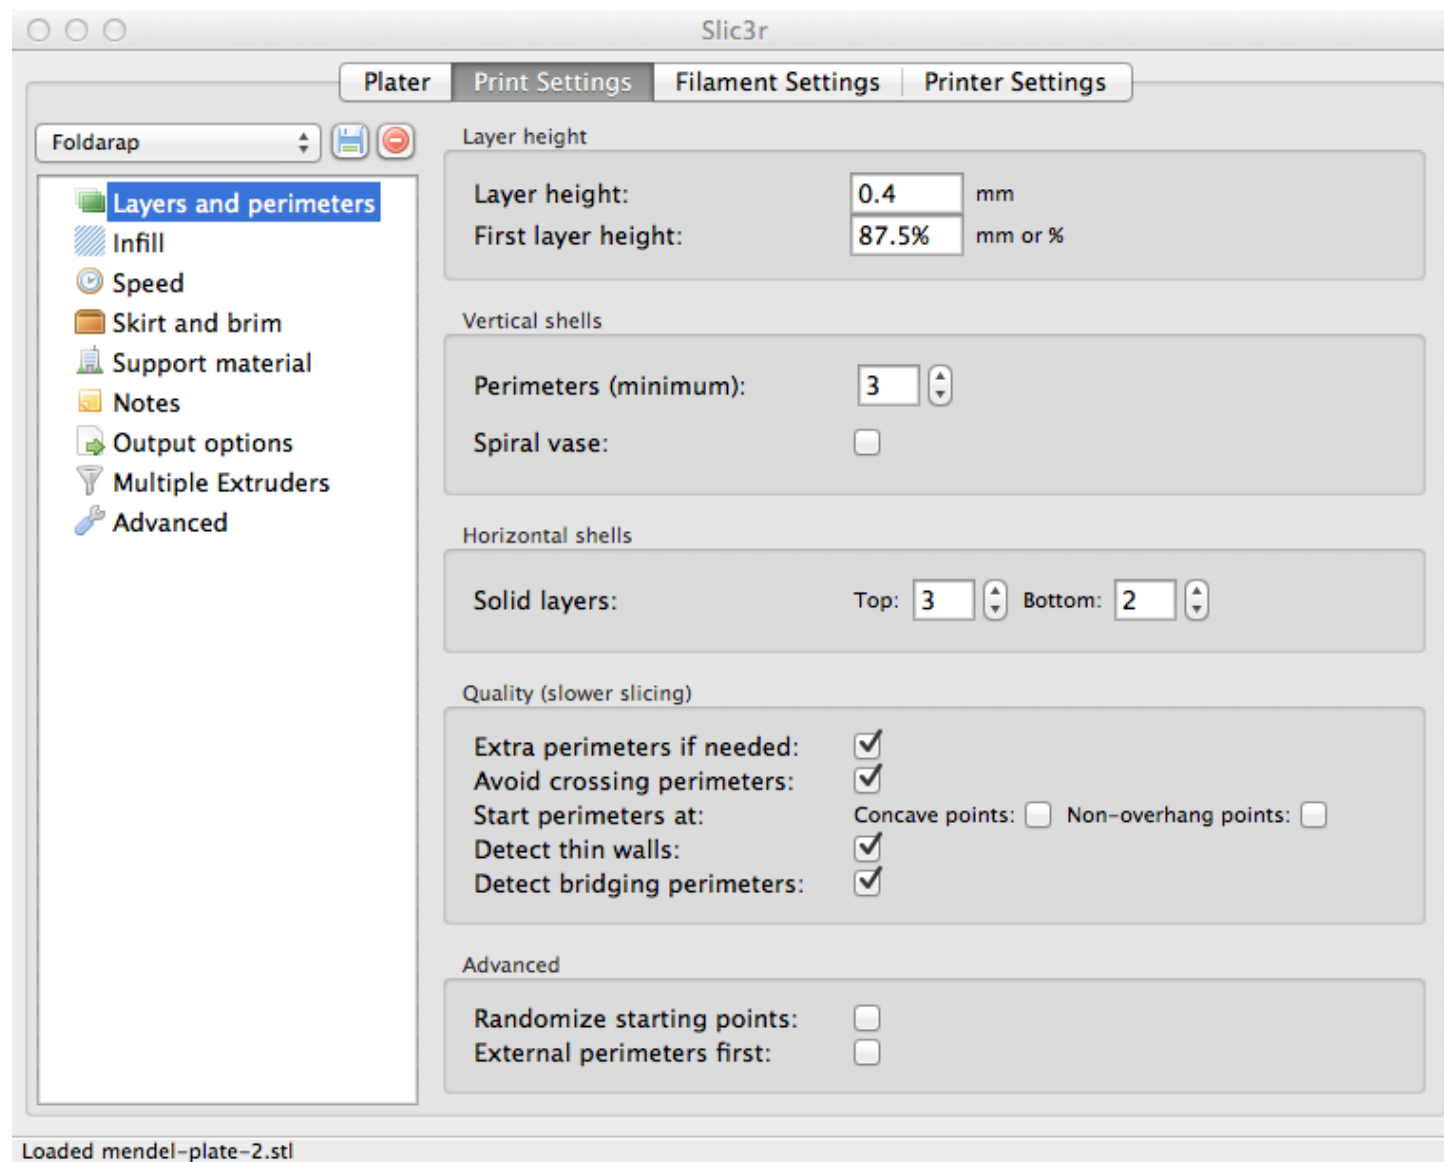 Slic3r
Plater Print Settings Filament Settings Printer Settings
Foldarap
Layers and perimeters
Infill
Speed
Skirt and brim
Support material
Notes
Output options
Multiple Extruders
Advanced
Layer height
Layer height: 0.4 mm
First layer height: 87.5% mm or %
Vertical shells
Perimeters (minimum): 3
Spiral vase:
Horizontal shells
Solid layers: Top: 3 Bottom: 2
Quality (slower slicing)
Extra perimeters if needed:
Avoid crossing perimeters:
Start perimeters at: Concave points: Non-overhang points:
Detect thin walls:
Detect bridging perimeters:
Advanced
Randomize starting points:
External perimeters first:
Loaded mendel-plate-2.stl